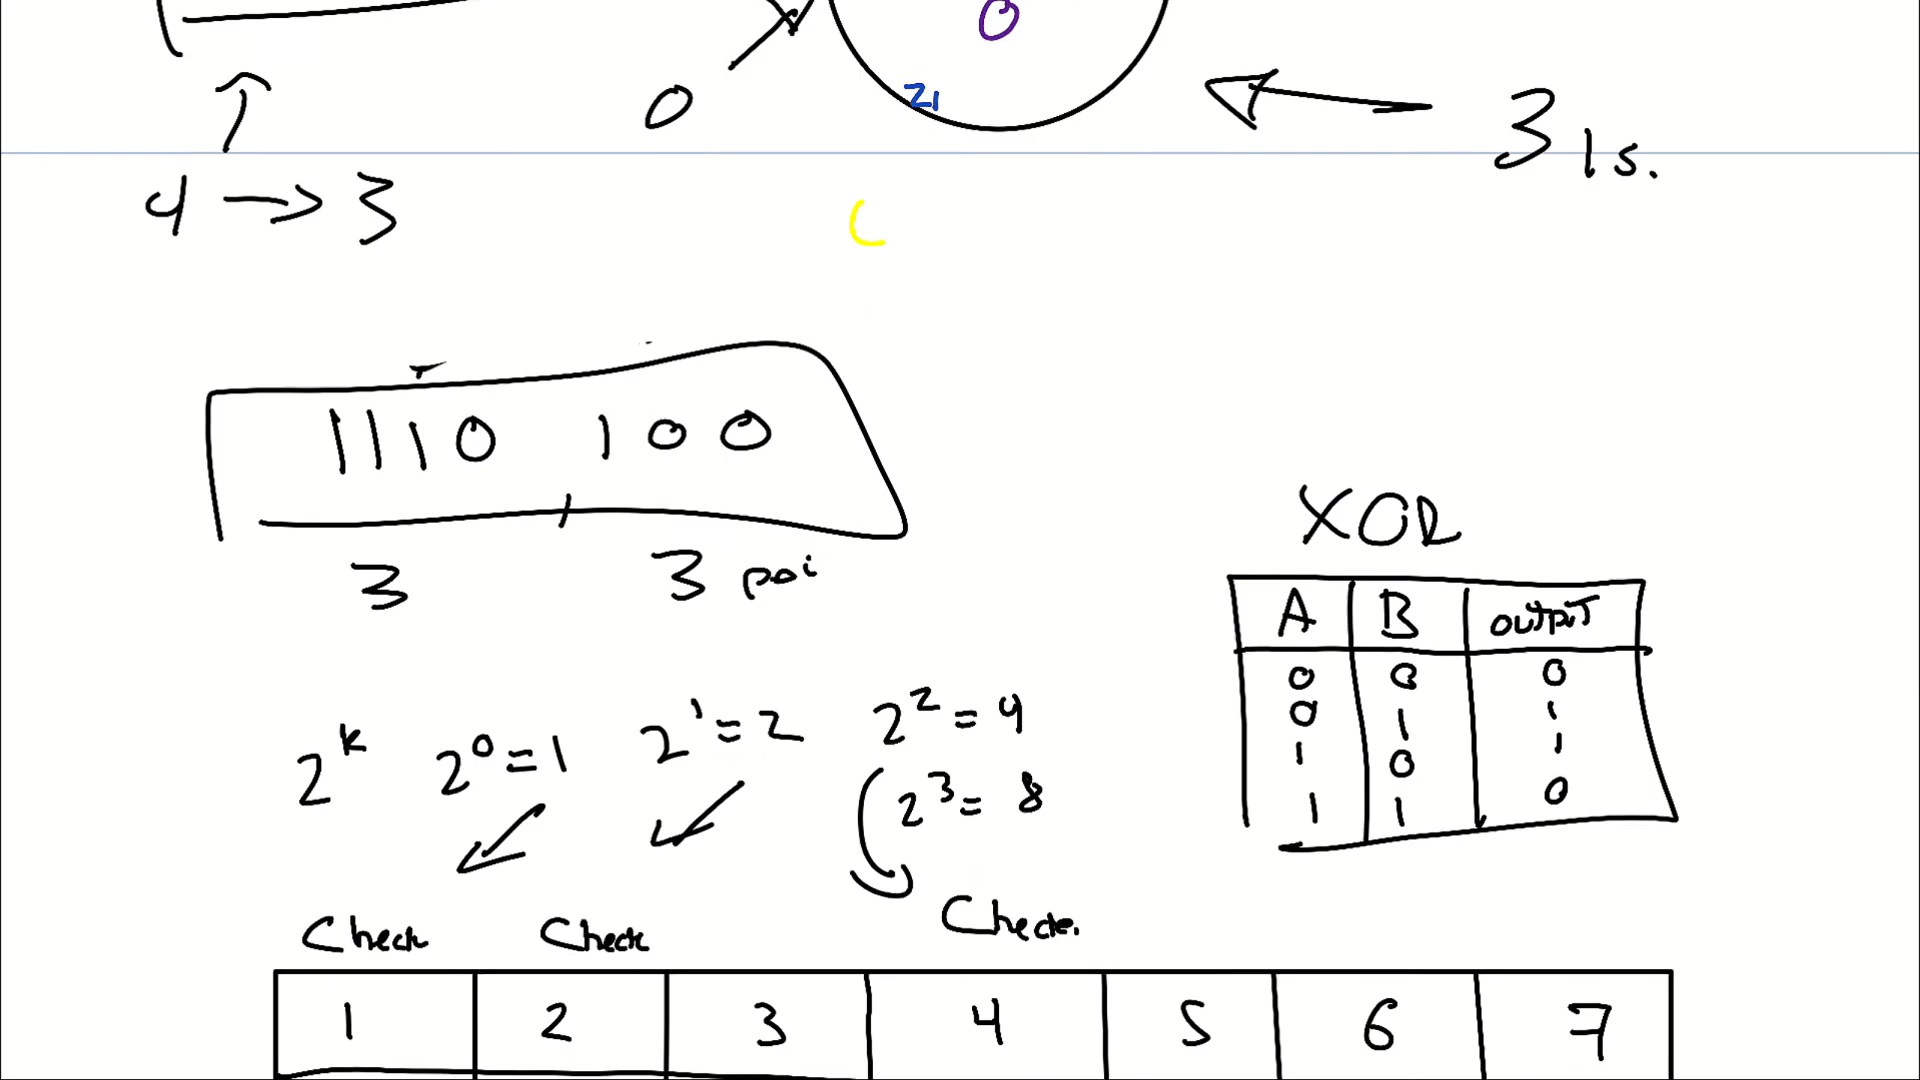 0
21
0
3 1s.
4 → 3
1110 100
3 3
XOR
A B OUTPUT
0 0 0
0 1 1
1 0 1
1 1 0
2^k 2^0=1 2^1=2 2^2=4
2^3=8
Check Check Check.
1 2 3 4 5 6 7